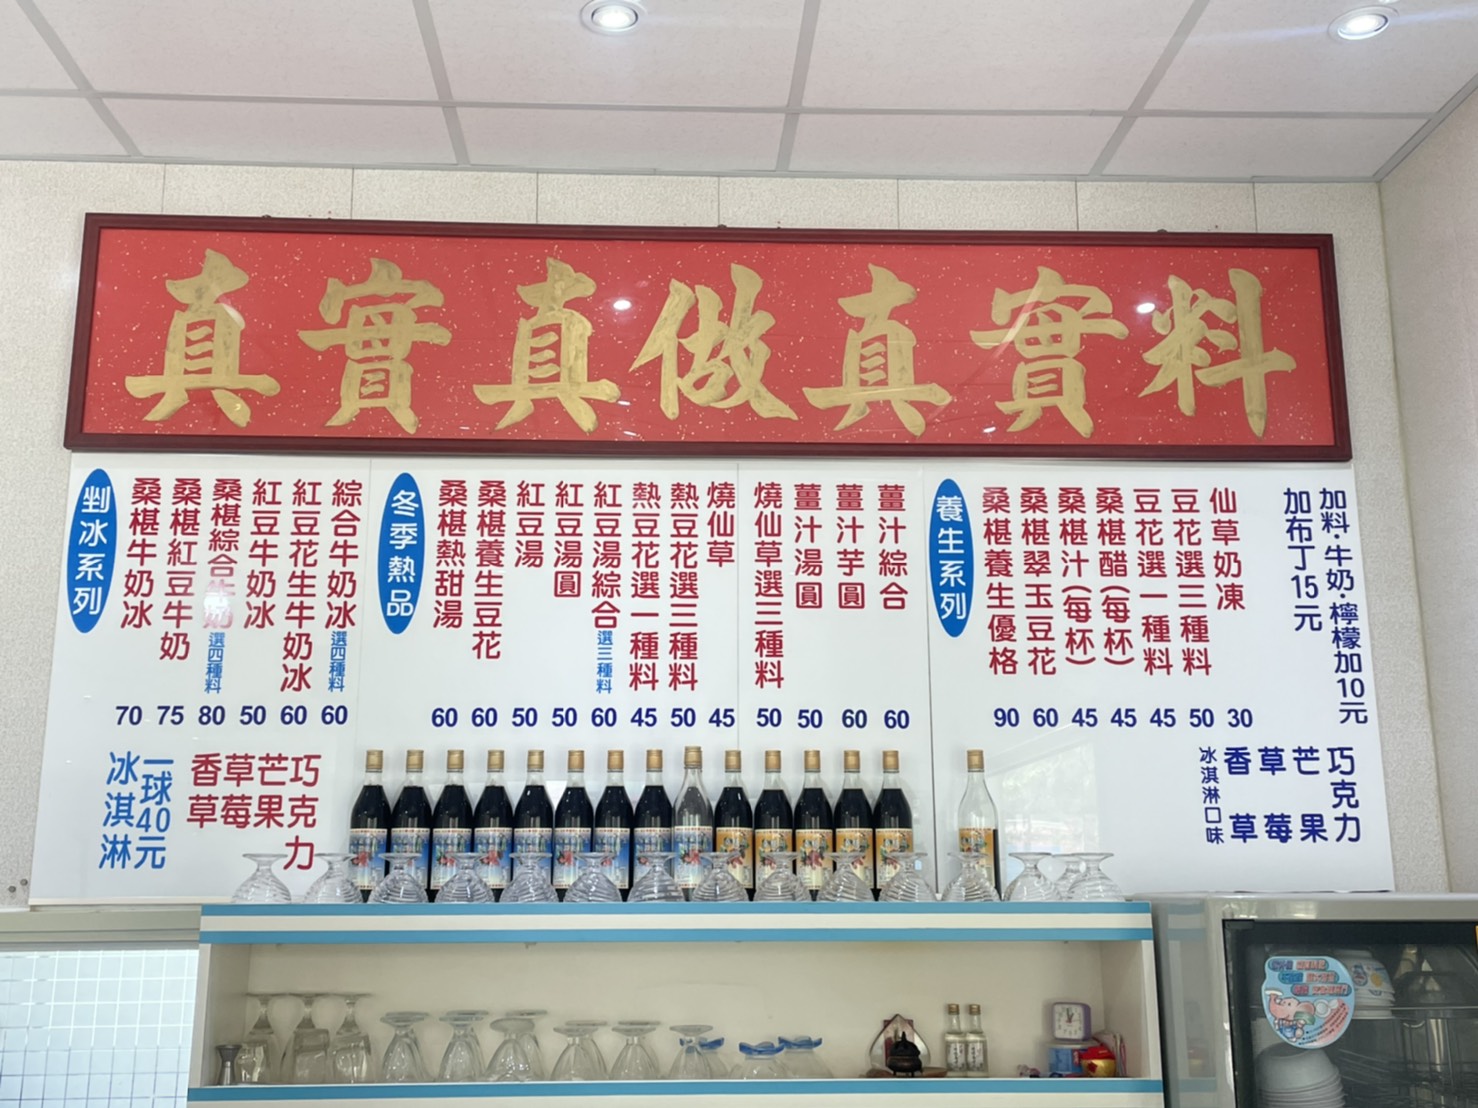 真實真做真實料
剉冰系列
桑椹牛奶冰 70
桑椹紅豆牛奶 75
桑椹綜合牛奶 選四種料 80
紅豆牛奶冰 50
紅豆花生牛奶冰 60
綜合牛奶冰 選四種料 60
冬季熱品
桑椹熱甜湯 60
桑椹養生豆花 60
紅豆湯 50
紅豆湯圓 50
紅豆湯綜合 選三種料 60
熱豆花選一種料 45
熱豆花選三種料 50
燒仙草 45
燒仙草選三種料 50
薑汁湯圓 50
薑汁芋圓 60
薑汁綜合 60
養生系列
桑椹養生優格 90
桑椹翠玉豆花 60
桑椹汁(每杯) 45
桑椹醋(每杯) 45
豆花選一種料 45
豆花選三種料 50
仙草奶凍 30
加料·牛奶·檸檬加10元
加布丁15元
一球40元
冰淇淋
香草
草莓
芒果
巧克力
冰淇淋口味
香草
草莓
芒果
巧克力